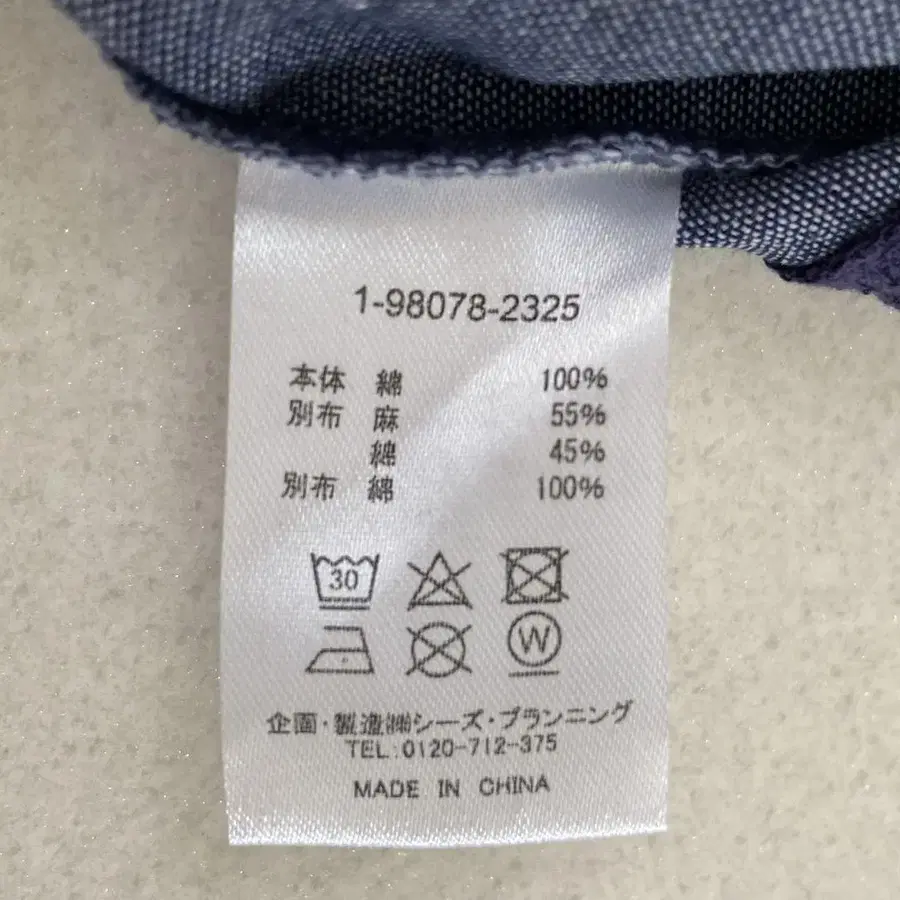 1-98078-2325
本体 綿 100%
別布 麻 55%
綿 45%
別布 綿 100%
30
W
企画・製造㈱シーズ・プランニング
TEL:0120-712-375
MADE IN CHINA